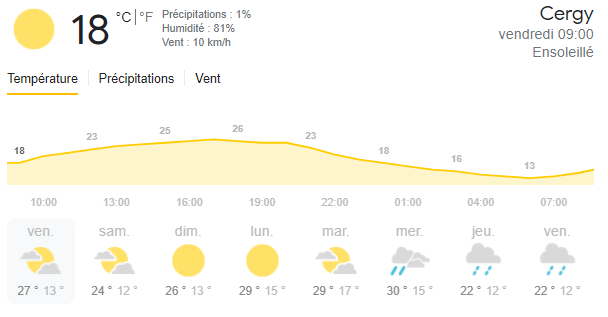 18 °C | °F
Précipitations : 1%
Humidité : 81%
Vent : 10 km/h
Cergy
vendredi 09:00
Ensoleillé
Température | Précipitations | Vent
18 23 25 26 23 18 16 13
10:00 13:00 16:00 19:00 22:00 01:00 04:00 07:00
ven. sam. dim. lun. mar. mer. jeu. ven.
27 ° 13 ° 24 ° 12 ° 26 ° 13 ° 29 ° 15 ° 29 ° 17 ° 30 ° 15 ° 22 ° 12 ° 22 ° 12 °